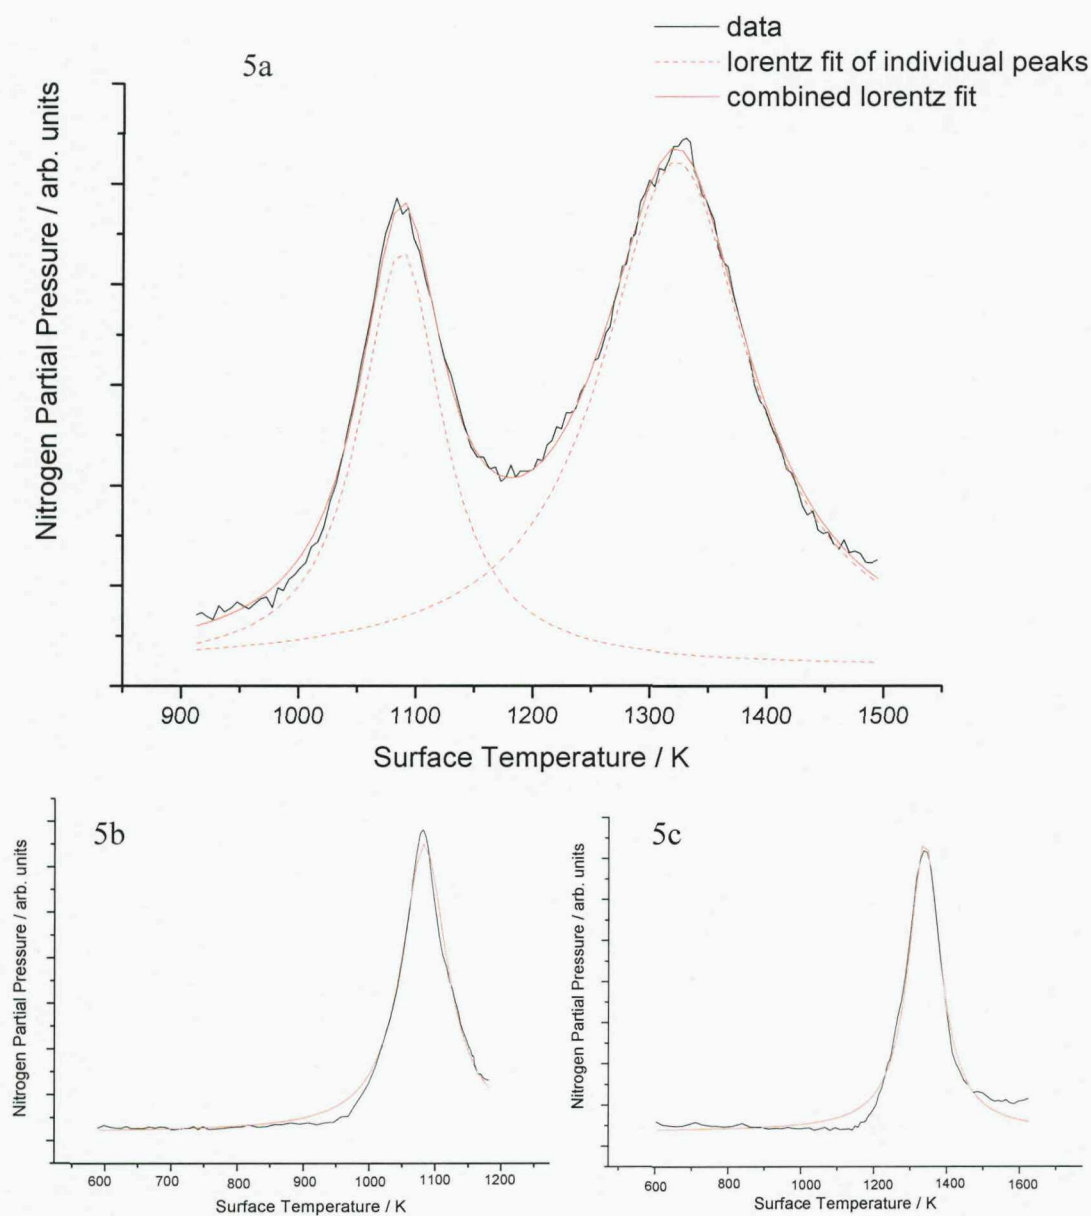 5a
data
lorentz fit of individual peaks
combined lorentz fit
Nitrogen Partial Pressure / arb. units
900 1000 1100 1200 1300 1400 1500
Surface Temperature / K
5b
Nitrogen Partial Pressure / arb. units
600 700 800 900 1000 1100 1200
Surface Temperature / K
5c
Nitrogen Partial Pressure / arb. units
600 800 1000 1200 1400 1600
Surface Temperature / K